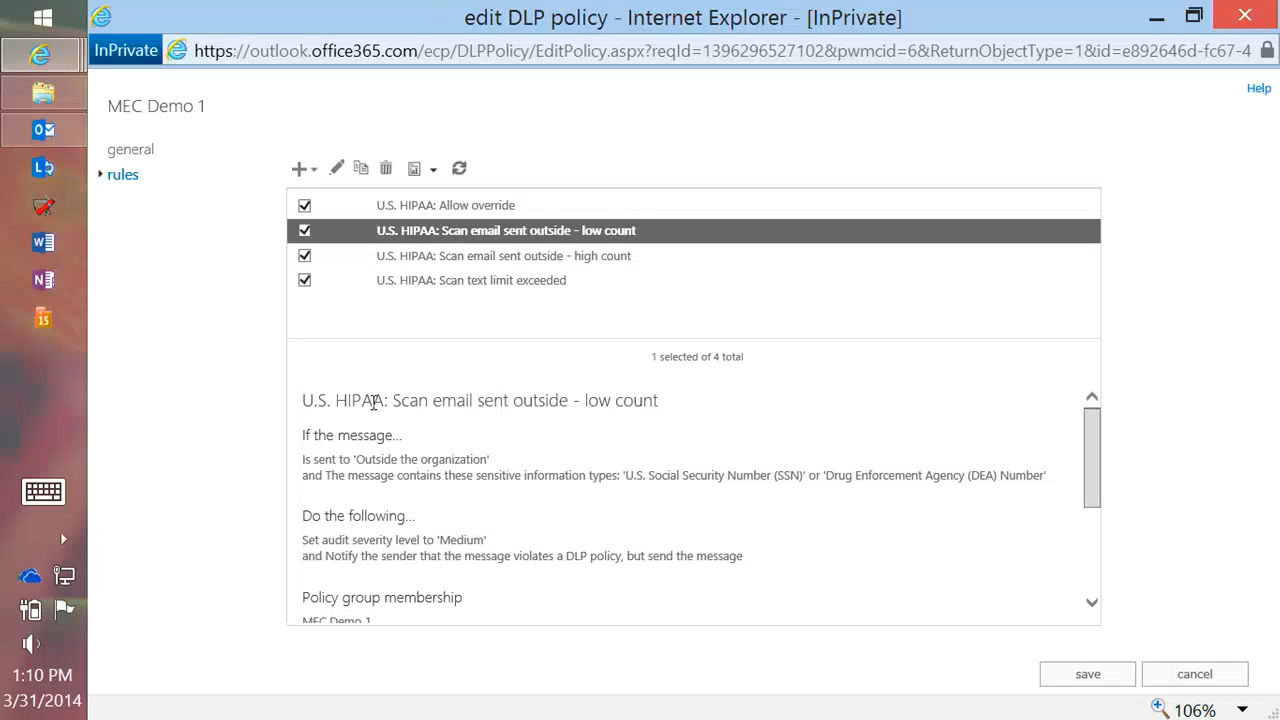 edit DLP policy - Internet Explorer - [InPrivate]
InPrivate
https://outlook.office365.com/ecp/DLPPolicy/EditPolicy.aspx?reqId=1396296527102&pwmcid=6&ReturnObjectType=1&id=e892646d-fc67-4
Help
MEC Demo 1
general
rules
U.S. HIPAA: Allow override
U.S. HIPAA: Scan email sent outside - low count
U.S. HIPAA: Scan email sent outside - high count
U.S. HIPAA: Scan text limit exceeded
1 selected of 4 total
U.S. HIPAA: Scan email sent outside - low count
If the message...
Is sent to 'Outside the organization'
and The message contains these sensitive information types: 'U.S. Social Security Number (SSN)' or 'Drug Enforcement Agency (DEA) Number'
Do the following...
Set audit severity level to 'Medium'
and Notify the sender that the message violates a DLP policy, but send the message
Policy group membership
MEC Demo 1
save
cancel
15
1:10 PM
3/31/2014
106%